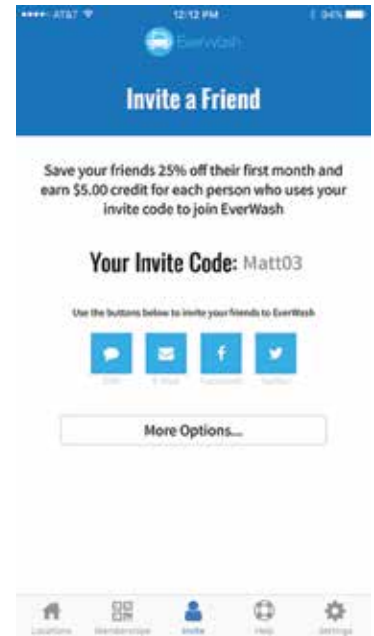 AT&T 12:12 PM 94%
EverWash
Invite a Friend
Save your friends 25% off their first month and
earn $5.00 credit for each person who uses your
invite code to join EverWash
Your Invite Code: Matt03
Use the buttons below to invite your friends to EverWash
SMS E-Mail Facebook Twitter
More Options...
Locations Memberships Invite Help Settings